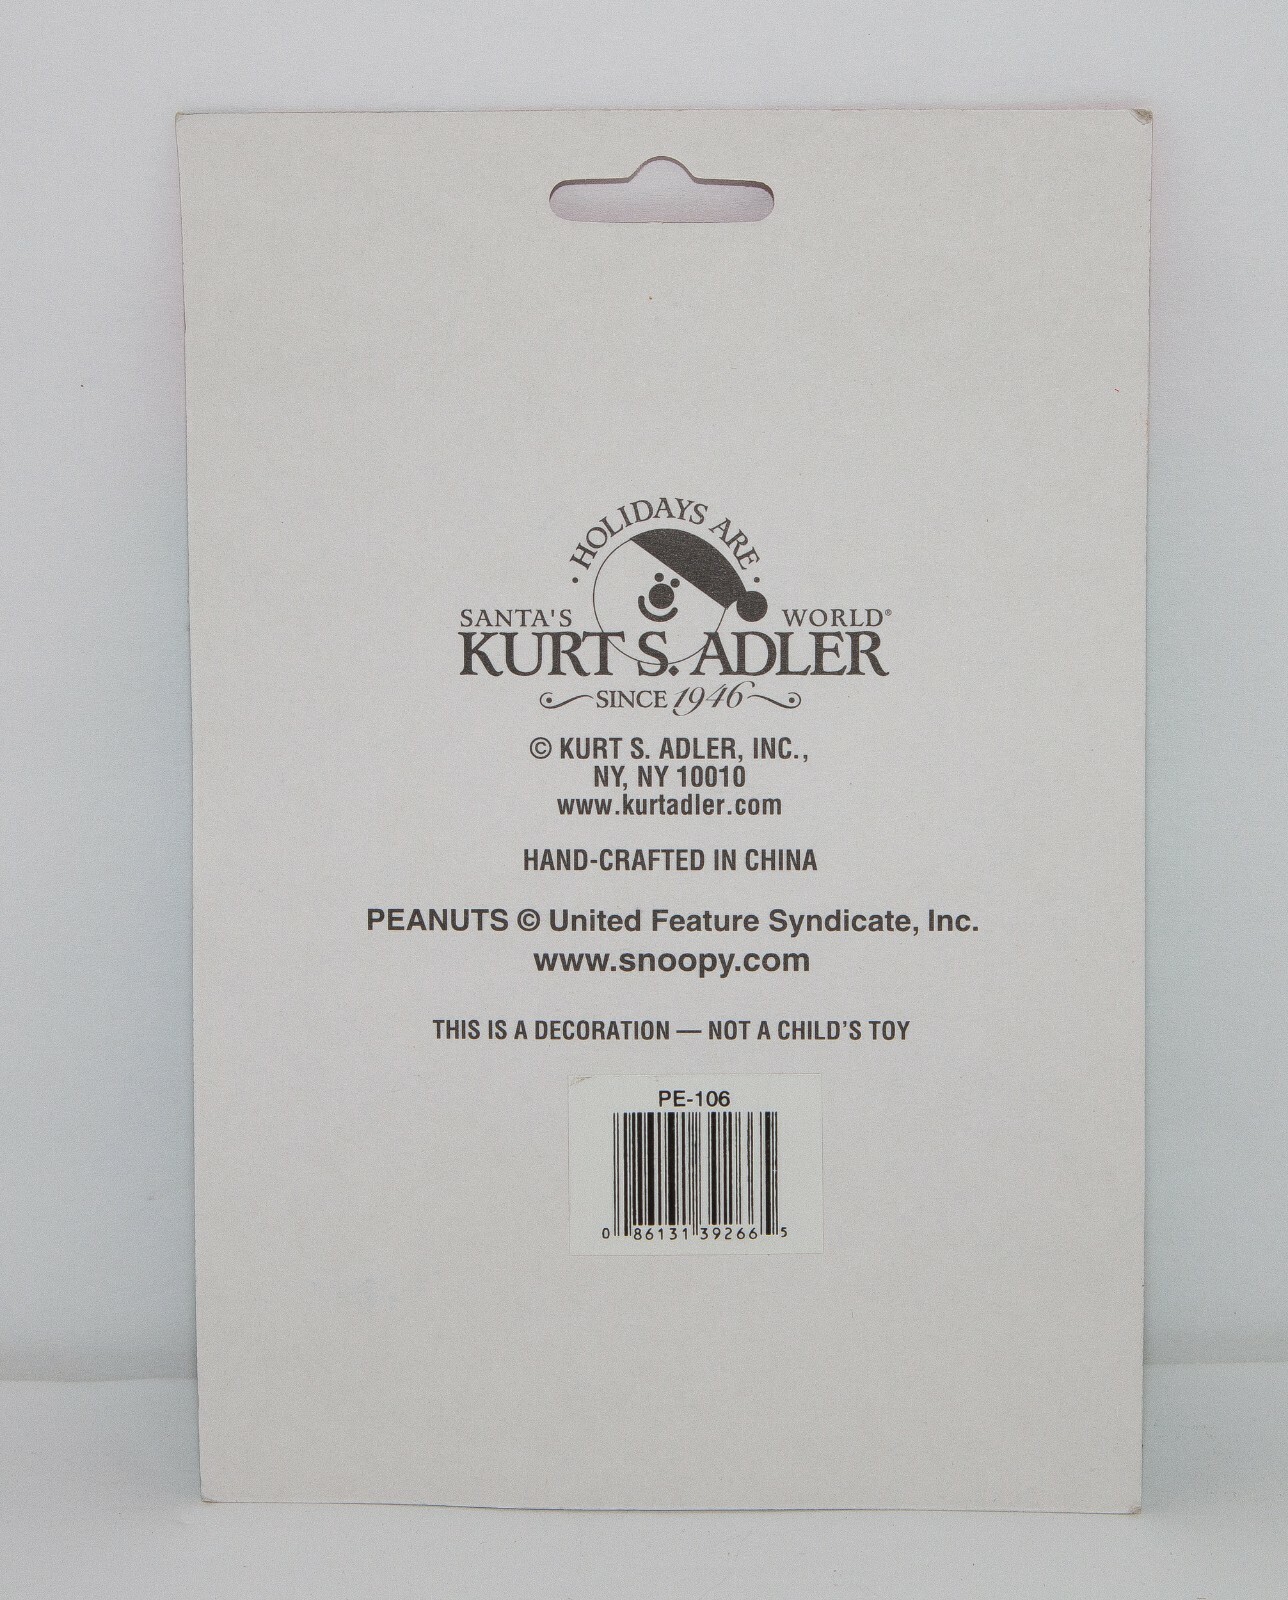 · HOLIDAYS ARE ·
SANTA'S WORLD®
KURT S. ADLER
SINCE 1946
© KURT S. ADLER, INC.,
NY, NY 10010
www.kurtadler.com
HAND-CRAFTED IN CHINA
PEANUTS © United Feature Syndicate, Inc.
www.snoopy.com
THIS IS A DECORATION — NOT A CHILD'S TOY
PE-106
0 86131 39266 5